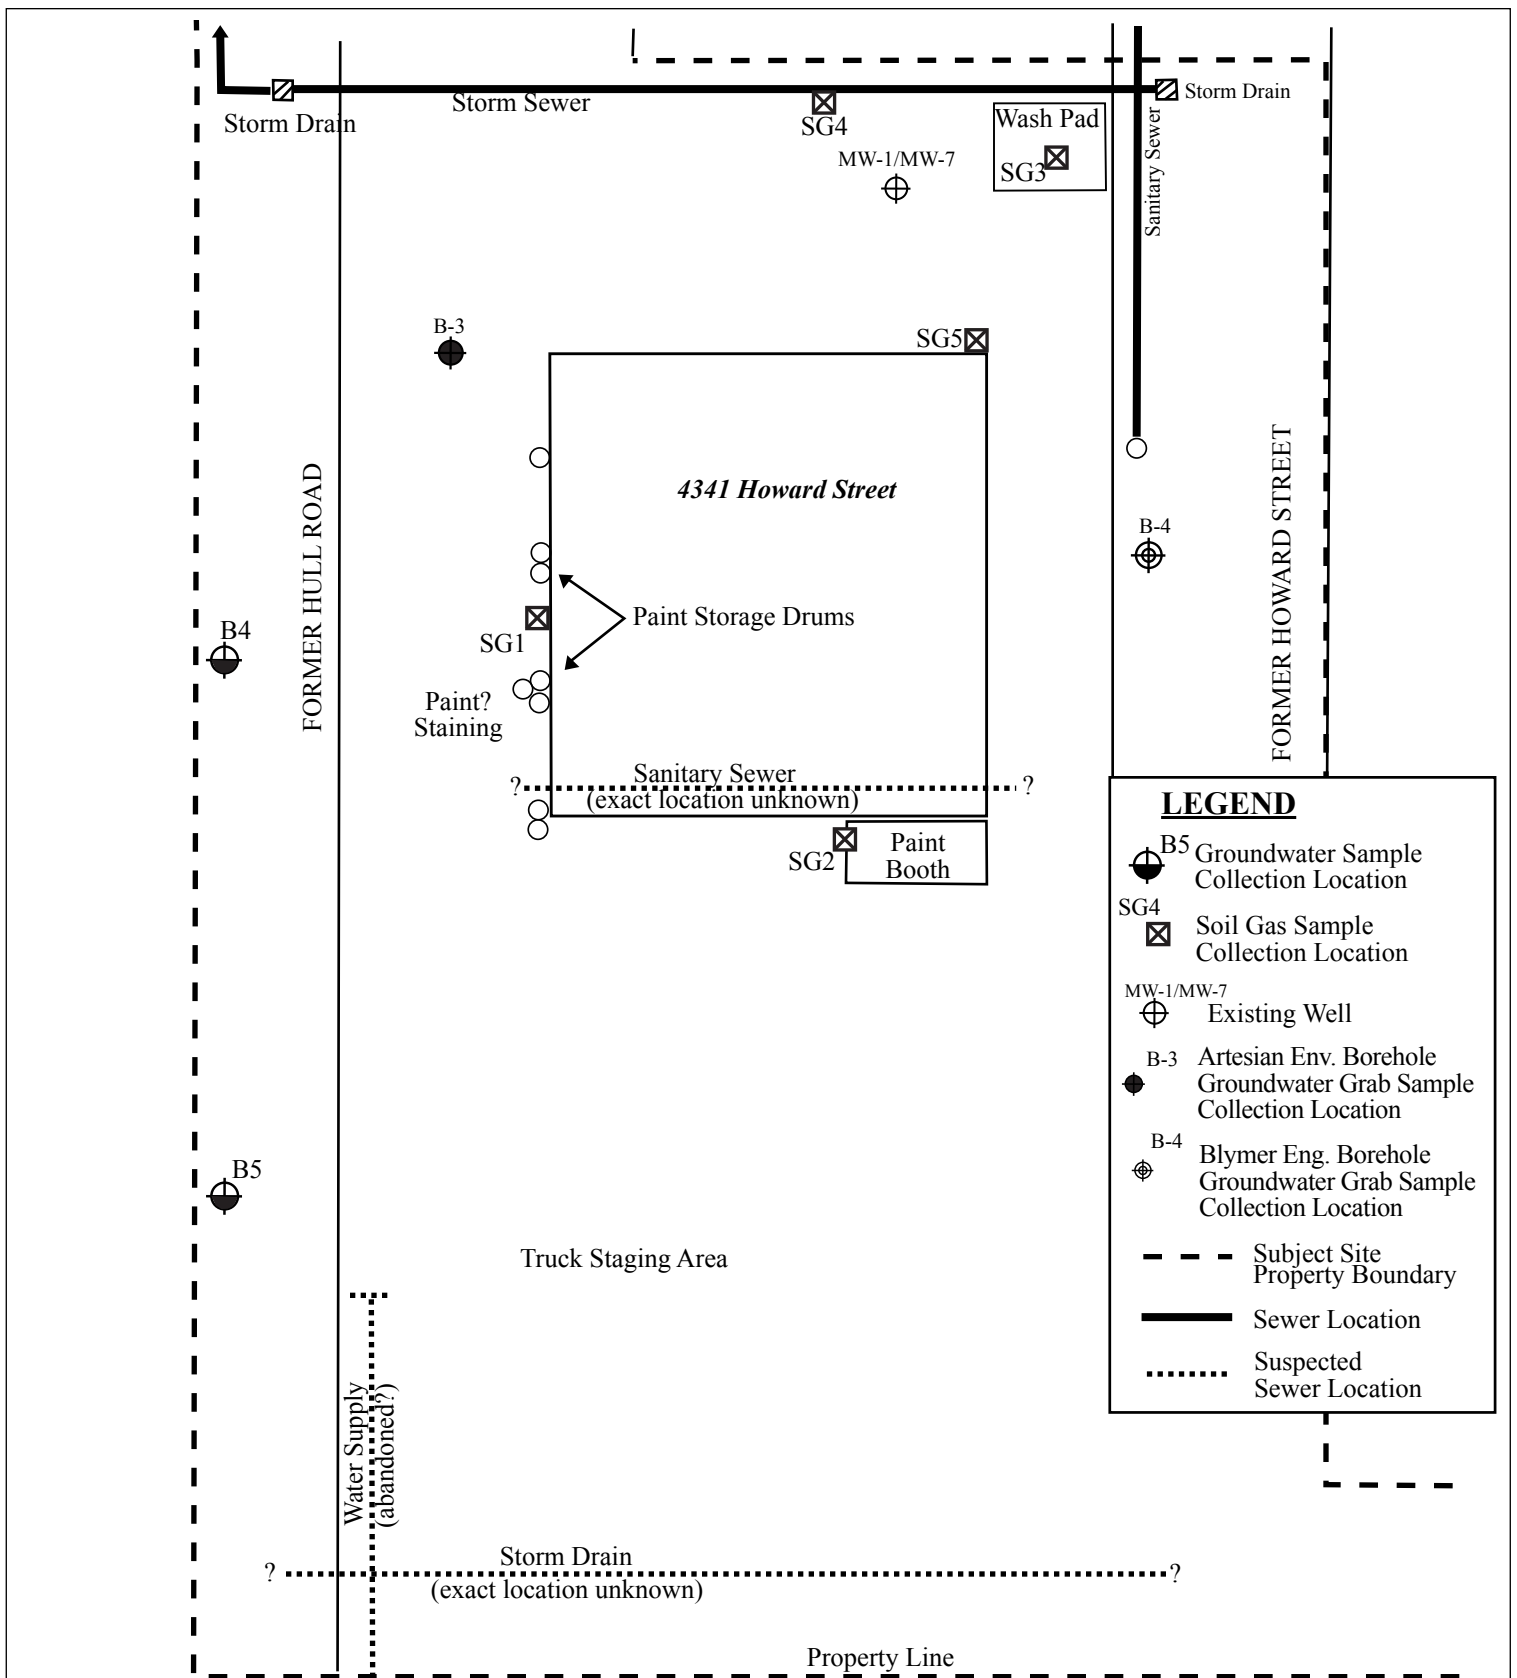 Storm Drain
Storm Sewer
SG4
MW-1/MW-7
Wash Pad
SG3
Storm Drain
Sanitary Sewer
B-3
SG5
4341 Howard Street
FORMER HULL ROAD
FORMER HOWARD STREET
B-4
B4
SG1
Paint Storage Drums
Paint?
Staining
? Sanitary Sewer ?
(exact location unknown)
SG2
Paint
Booth
B5
Truck Staging Area
Water Supply
(abandoned?)
? Storm Drain ?
(exact location unknown)
Property Line
LEGEND
B5 Groundwater Sample
Collection Location
SG4
Soil Gas Sample
Collection Location
MW-1/MW-7
Existing Well
B-3 Artesian Env. Borehole
Groundwater Grab Sample
Collection Location
B-4 Blymer Eng. Borehole
Groundwater Grab Sample
Collection Location
Subject Site
Property Boundary
Sewer Location
Suspected
Sewer Location